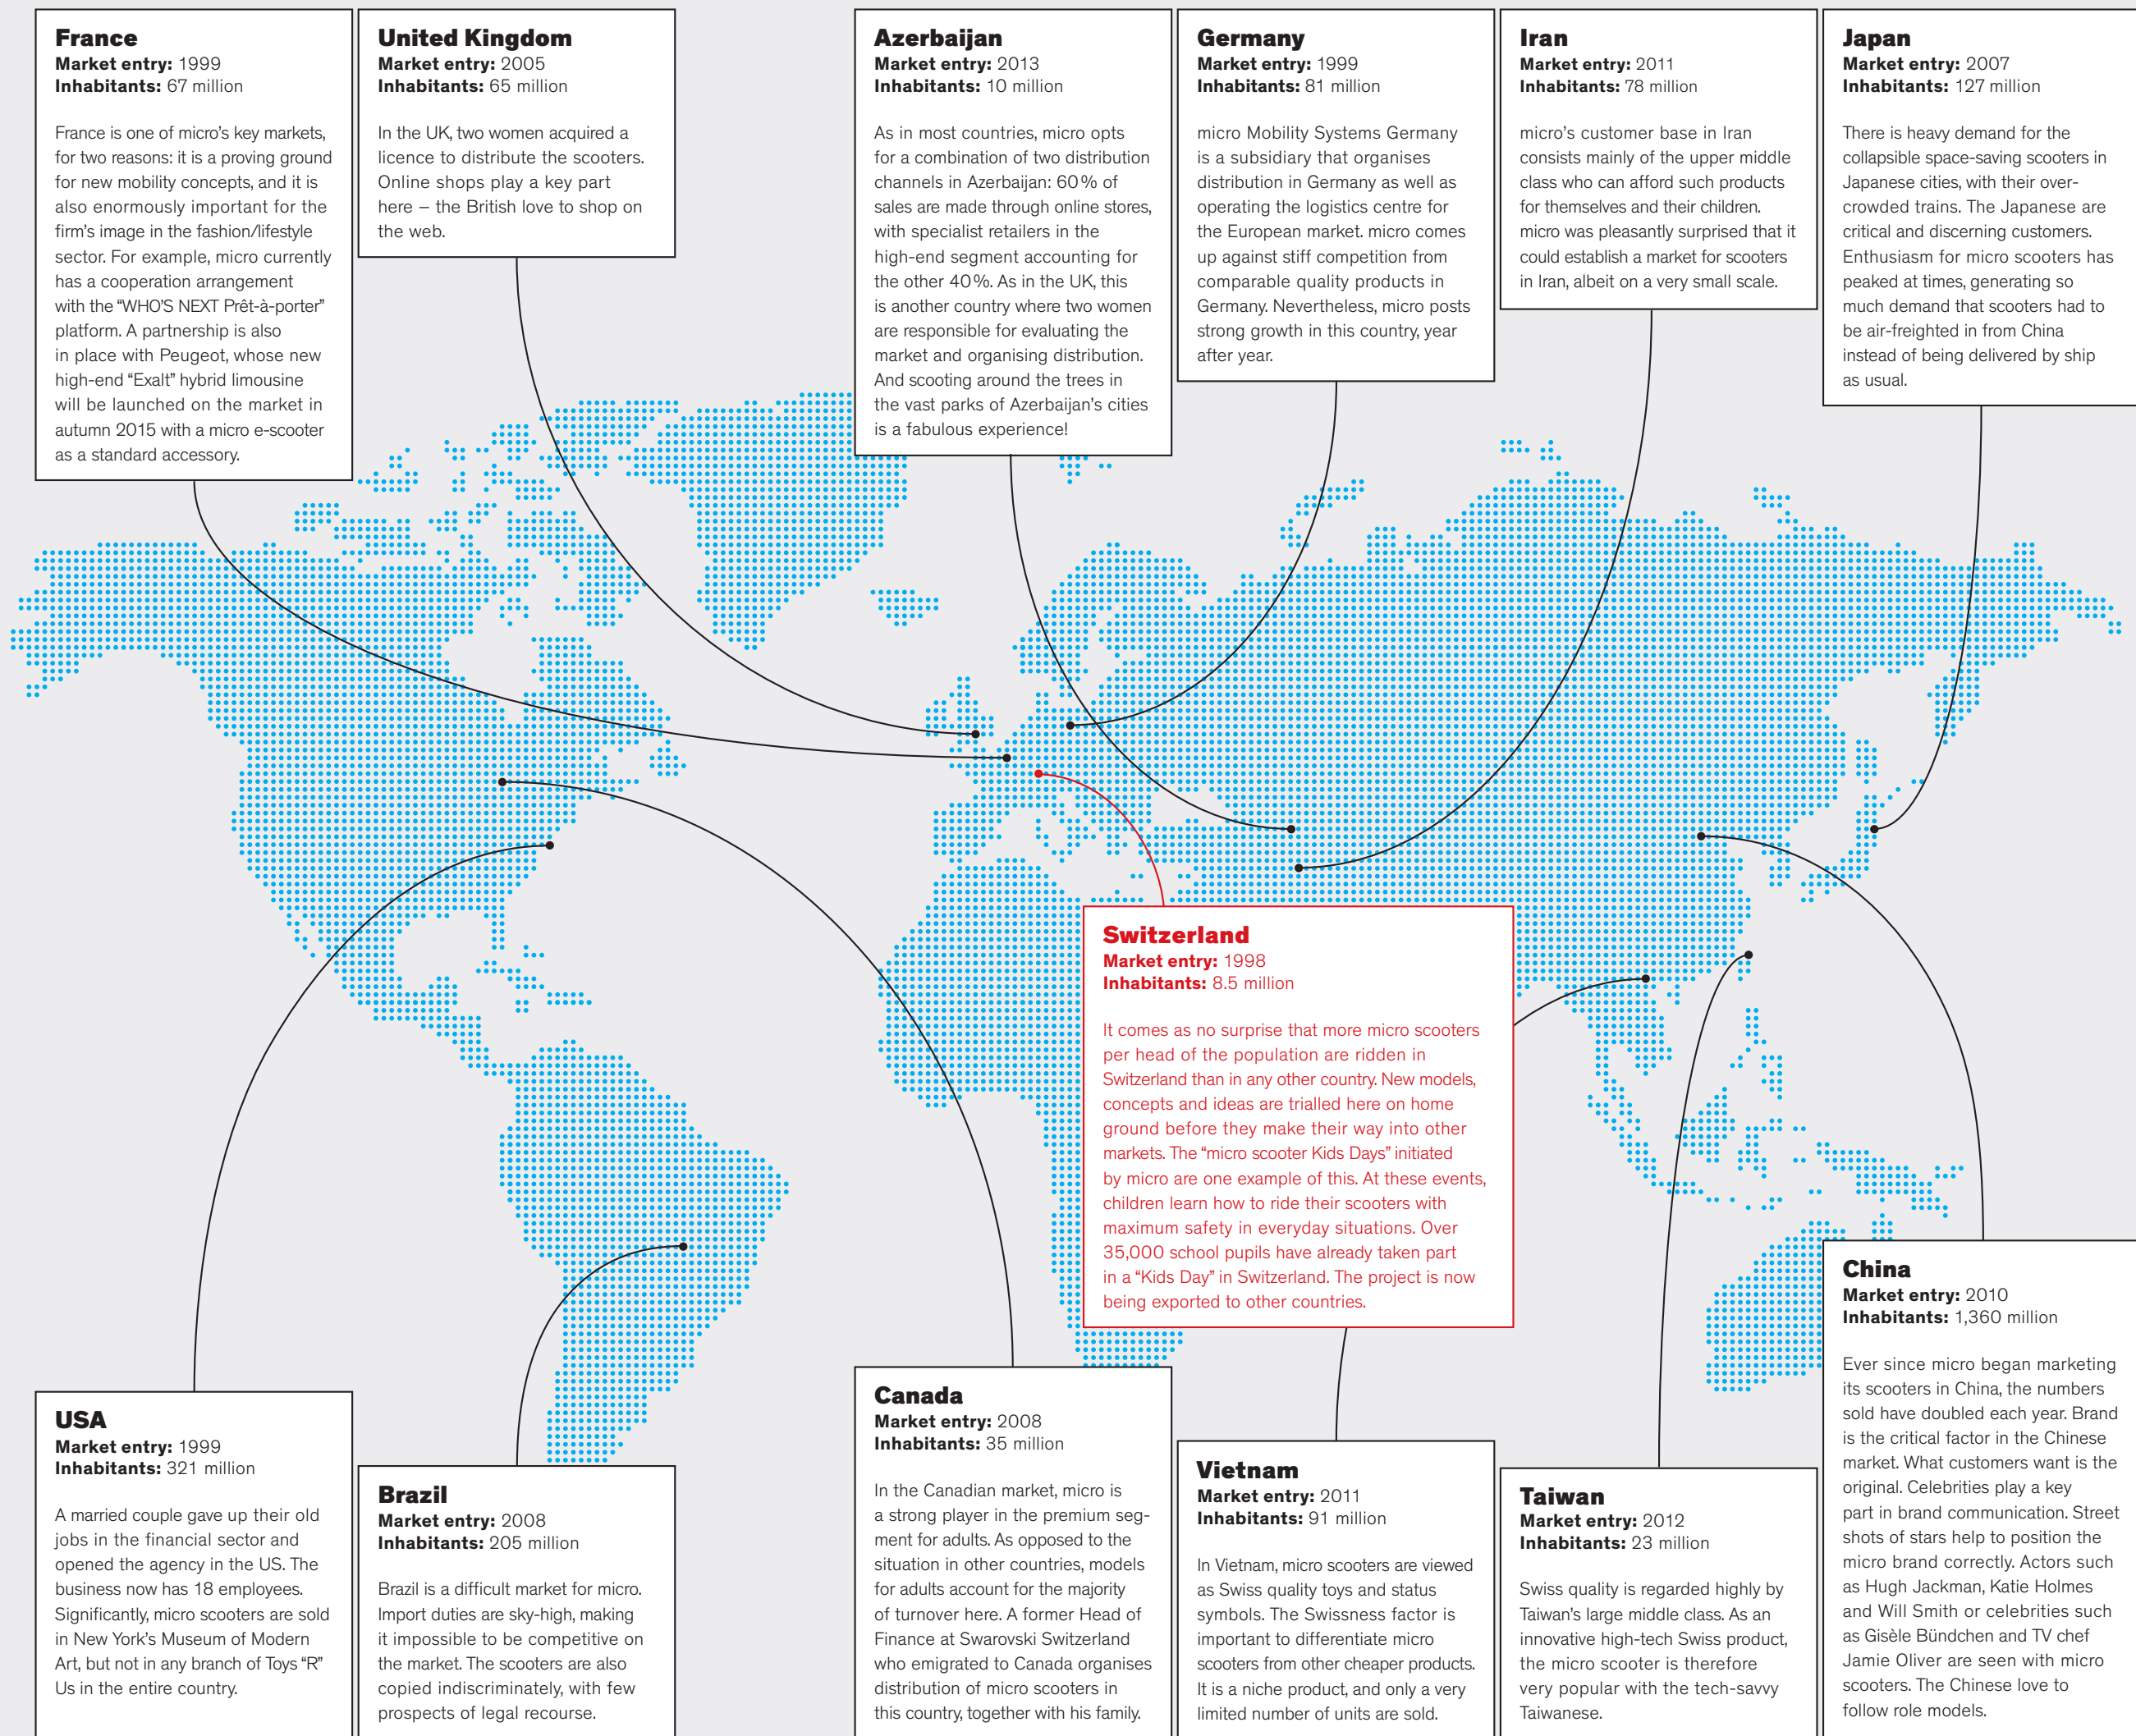 France
Market entry: 1999
Inhabitants: 67 million
France is one of micro's key markets,
for two reasons: it is a proving ground
for new mobility concepts, and it is
also enormously important for the
firm's image in the fashion/lifestyle
sector. For example, micro currently
has a cooperation arrangement
with the “WHO'S NEXT Prêt-à-porter”
platform. A partnership is also
in place with Peugeot, whose new
high-end “Exalt” hybrid limousine
will be launched on the market in
autumn 2015 with a micro e-scooter
as a standard accessory.
United Kingdom
Market entry: 2005
Inhabitants: 65 million
In the UK, two women acquired a
licence to distribute the scooters.
Online shops play a key part
here – the British love to shop on
the web.
Azerbaijan
Market entry: 2013
Inhabitants: 10 million
As in most countries, micro opts
for a combination of two distribution
channels in Azerbaijan: 60% of
sales are made through online stores,
with specialist retailers in the
high-end segment accounting for
the other 40%. As in the UK, this
is another country where two women
are responsible for evaluating the
market and organising distribution.
And scooting around the trees in
the vast parks of Azerbaijan's cities
is a fabulous experience!
Germany
Market entry: 1999
Inhabitants: 81 million
micro Mobility Systems Germany
is a subsidiary that organises
distribution in Germany as well as
operating the logistics centre for
the European market. micro comes
up against stiff competition from
comparable quality products in
Germany. Nevertheless, micro posts
strong growth in this country, year
after year.
Iran
Market entry: 2011
Inhabitants: 78 million
micro's customer base in Iran
consists mainly of the upper middle
class who can afford such products
for themselves and their children.
micro was pleasantly surprised that it
could establish a market for scooters
in Iran, albeit on a very small scale.
Japan
Market entry: 2007
Inhabitants: 127 million
There is heavy demand for the
collapsible space-saving scooters in
Japanese cities, with their over-
crowded trains. The Japanese are
critical and discerning customers.
Enthusiasm for micro scooters has
peaked at times, generating so
much demand that scooters had to
be air-freighted in from China
instead of being delivered by ship
as usual.
Switzerland
Market entry: 1998
Inhabitants: 8.5 million
It comes as no surprise that more micro scooters
per head of the population are ridden in
Switzerland than in any other country. New models,
concepts and ideas are trialled here on home
ground before they make their way into other
markets. The “micro scooter Kids Days” initiated
by micro are one example of this. At these events,
children learn how to ride their scooters with
maximum safety in everyday situations. Over
35,000 school pupils have already taken part
in a “Kids Day” in Switzerland. The project is now
being exported to other countries.
USA
Market entry: 1999
Inhabitants: 321 million
A married couple gave up their old
jobs in the financial sector and
opened the agency in the US. The
business now has 18 employees.
Significantly, micro scooters are sold
in New York's Museum of Modern
Art, but not in any branch of Toys “R”
Us in the entire country.
Brazil
Market entry: 2008
Inhabitants: 205 million
Brazil is a difficult market for micro.
Import duties are sky-high, making
it impossible to be competitive on
the market. The scooters are also
copied indiscriminately, with few
prospects of legal recourse.
Canada
Market entry: 2008
Inhabitants: 35 million
In the Canadian market, micro is
a strong player in the premium seg-
ment for adults. As opposed to the
situation in other countries, models
for adults account for the majority
of turnover here. A former Head of
Finance at Swarovski Switzerland
who emigrated to Canada organises
distribution of micro scooters in
this country, together with his family.
Vietnam
Market entry: 2011
Inhabitants: 91 million
In Vietnam, micro scooters are viewed
as Swiss quality toys and status
symbols. The Swissness factor is
important to differentiate micro
scooters from other cheaper products.
It is a niche product, and only a very
limited number of units are sold.
Taiwan
Market entry: 2012
Inhabitants: 23 million
Swiss quality is regarded highly by
Taiwan's large middle class. As an
innovative high-tech Swiss product,
the micro scooter is therefore
very popular with the tech-savvy
Taiwanese.
China
Market entry: 2010
Inhabitants: 1,360 million
Ever since micro began marketing
its scooters in China, the numbers
sold have doubled each year. Brand
is the critical factor in the Chinese
market. What customers want is the
original. Celebrities play a key
part in brand communication. Street
shots of stars help to position the
micro brand correctly. Actors such
as Hugh Jackman, Katie Holmes
and Will Smith or celebrities such
as Gisèle Bündchen and TV chef
Jamie Oliver are seen with micro
scooters. The Chinese love to
follow role models.